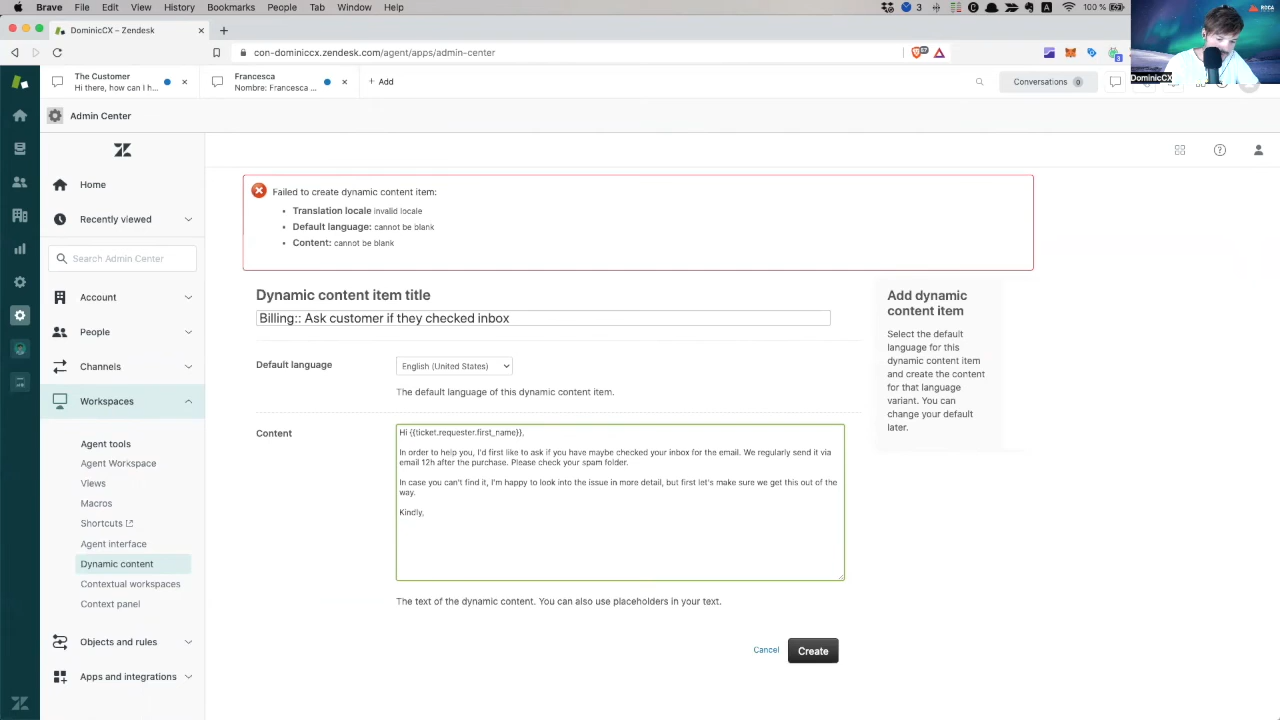 Brave File Edit View History Bookmarks People Tab Window Help
3
A
100 %
ROCA
DominicCX – Zendesk
con-dominiccx.zendesk.com/agent/apps/admin-center
DominicCX
The Customer
Hi there, how can I h...
Francesca
Nombre: Francesca ...
+ Add
Conversations 0
Admin Center
Home
Recently viewed
Search Admin Center
Account
People
Channels
Workspaces
Agent tools
Agent Workspace
Views
Macros
Shortcuts
Agent interface
Dynamic content
Contextual workspaces
Context panel
Objects and rules
Apps and integrations
Failed to create dynamic content item:
• Translation locale invalid locale
• Default language: cannot be blank
• Content: cannot be blank
Dynamic content item title
Billing:: Ask customer if they checked inbox
Default language
English (United States)
The default language of this dynamic content item.
Content
Hi {{ticket.requester.first_name}},
In order to help you, I'd first like to ask if you have maybe checked your inbox for the email. We regularly send it via
email 12h after the purchase. Please check your spam folder.
In case you can't find it, I'm happy to look into the issue in more detail, but first let's make sure we get this out of the
way.
Kindly,
The text of the dynamic content. You can also use placeholders in your text.
Cancel Create
Add dynamic
content item
Select the default
language for this
dynamic content item
and create the content
for that language
variant. You can
change your default
later.